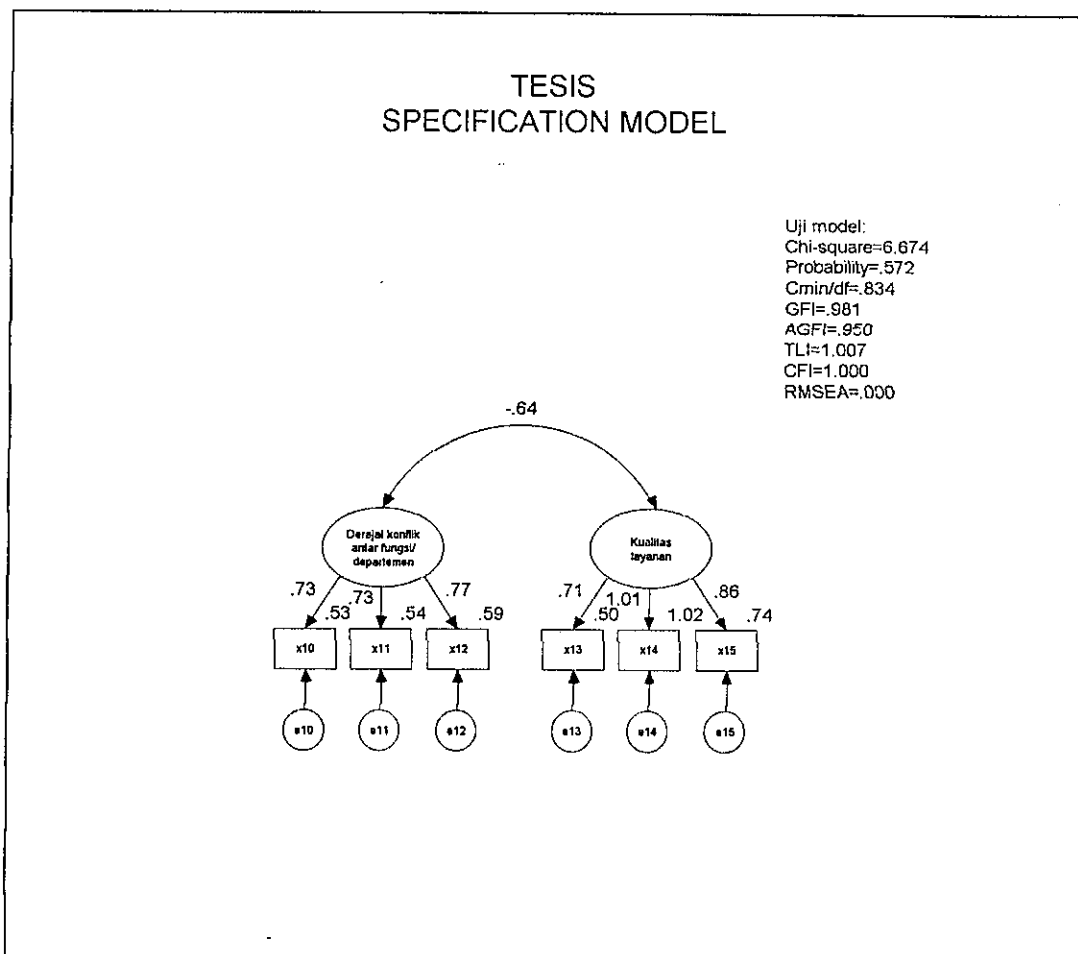 TESIS
SPECIFICATION MODEL
Uji model:
Chi-square=6.674
Probability=.572
Cmin/df=.834
GFI=.981
AGFI=.950
TLI=1.007
CFI=1.000
RMSEA=.000
-.64
Derajat konflik
antar fungsi/
departemen
Kualitas
layanan
.73 .73 .77 .71 1.01 .86
.53 .54 .59 .50 1.02 .74
x10 x11 x12 x13 x14 x15
e10 e11 e12 e13 e14 e15